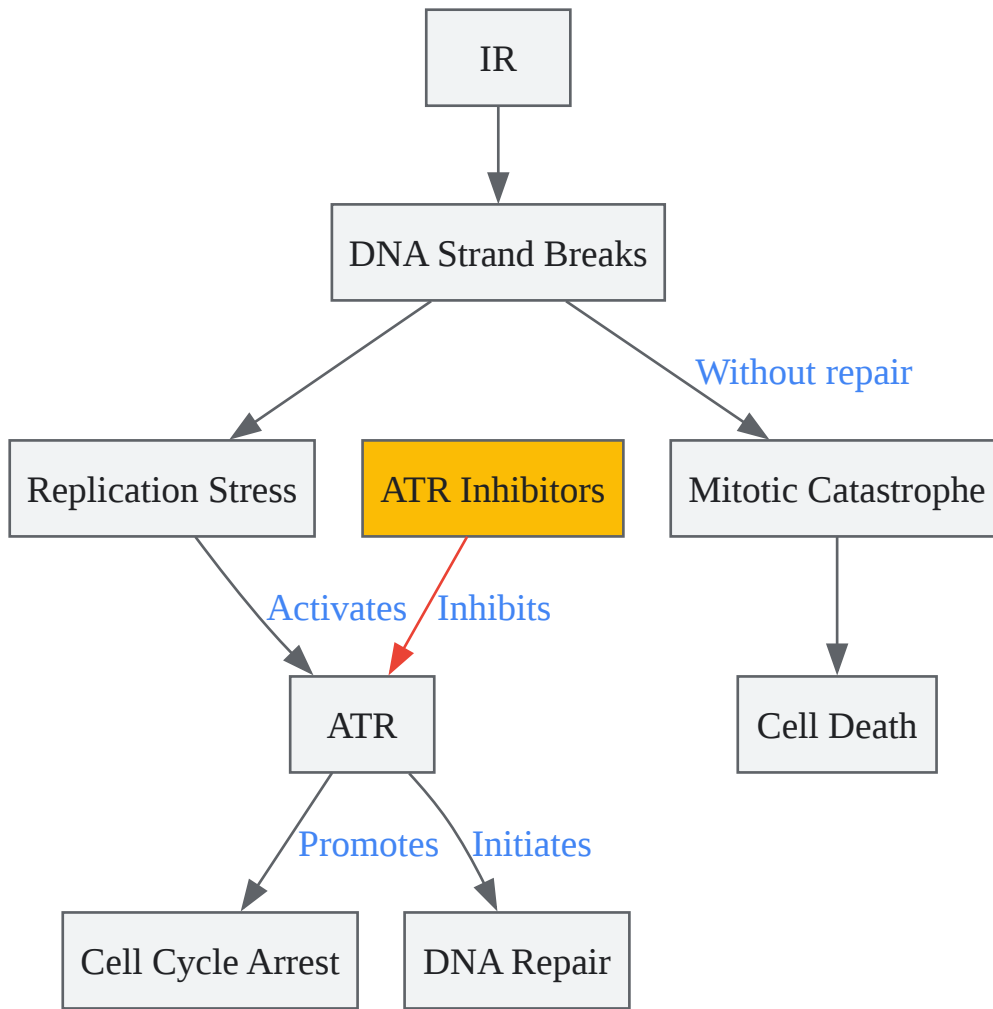 IR
DNA Strand Breaks
Without repair
Replication Stress
ATR Inhibitors
Mitotic Catastrophe
Activates
Inhibits
ATR
Cell Death
Promotes
Initiates
Cell Cycle Arrest
DNA Repair